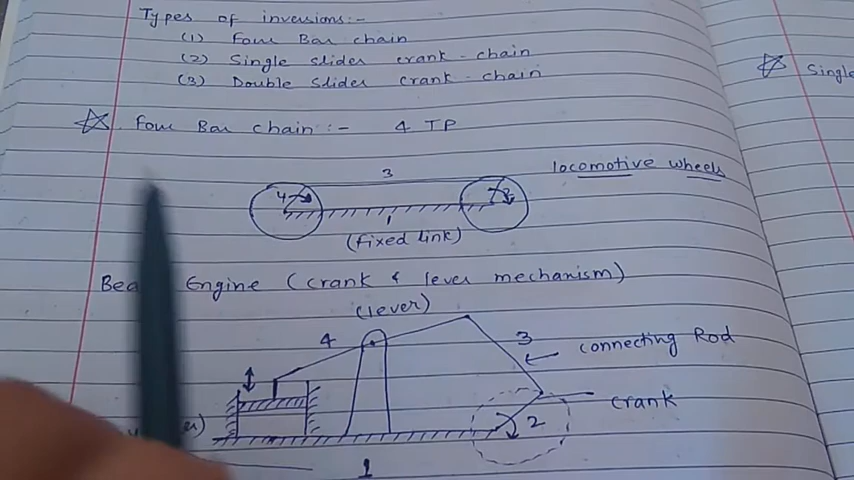 Types of inversions:-
(1) Four Bar chain
(2) Single slider crank-chain
(3) Double Slider crank-chain
Single
Four Bar chain:- 4 TP
3
locomotive wheels
4
2
1
(fixed link)
Engine (crank & lever mechanism)
(lever)
4
3
connecting Rod
crank
2
1